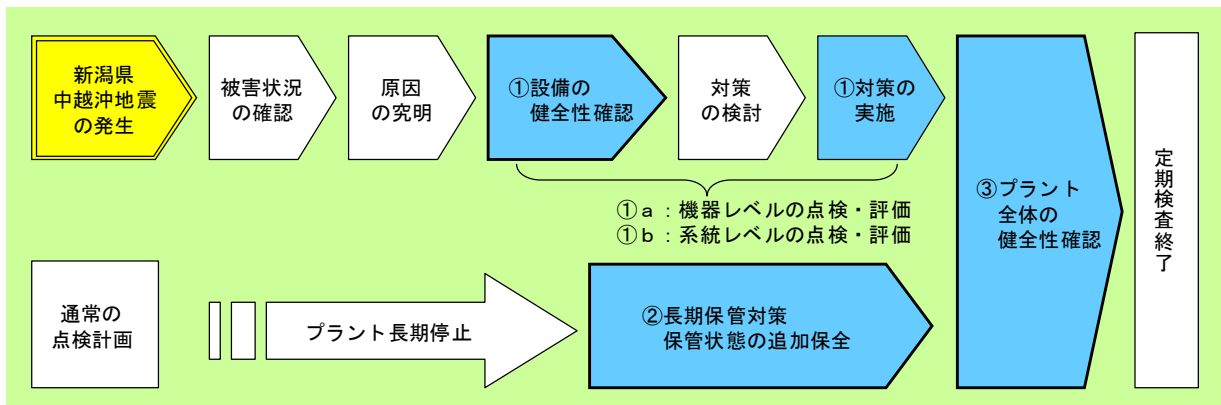 新潟県
中越沖地震
の発生
被害状況
の確認
原因
の究明
①設備の
健全性確認
対策
の検討
①対策の
実施
①a：機器レベルの点検・評価
①b：系統レベルの点検・評価
通常の
点検計画
プラント長期停止
②長期保管対策
保管状態の追加保全
③プラント
全体の
健全性確認
定期検査終了